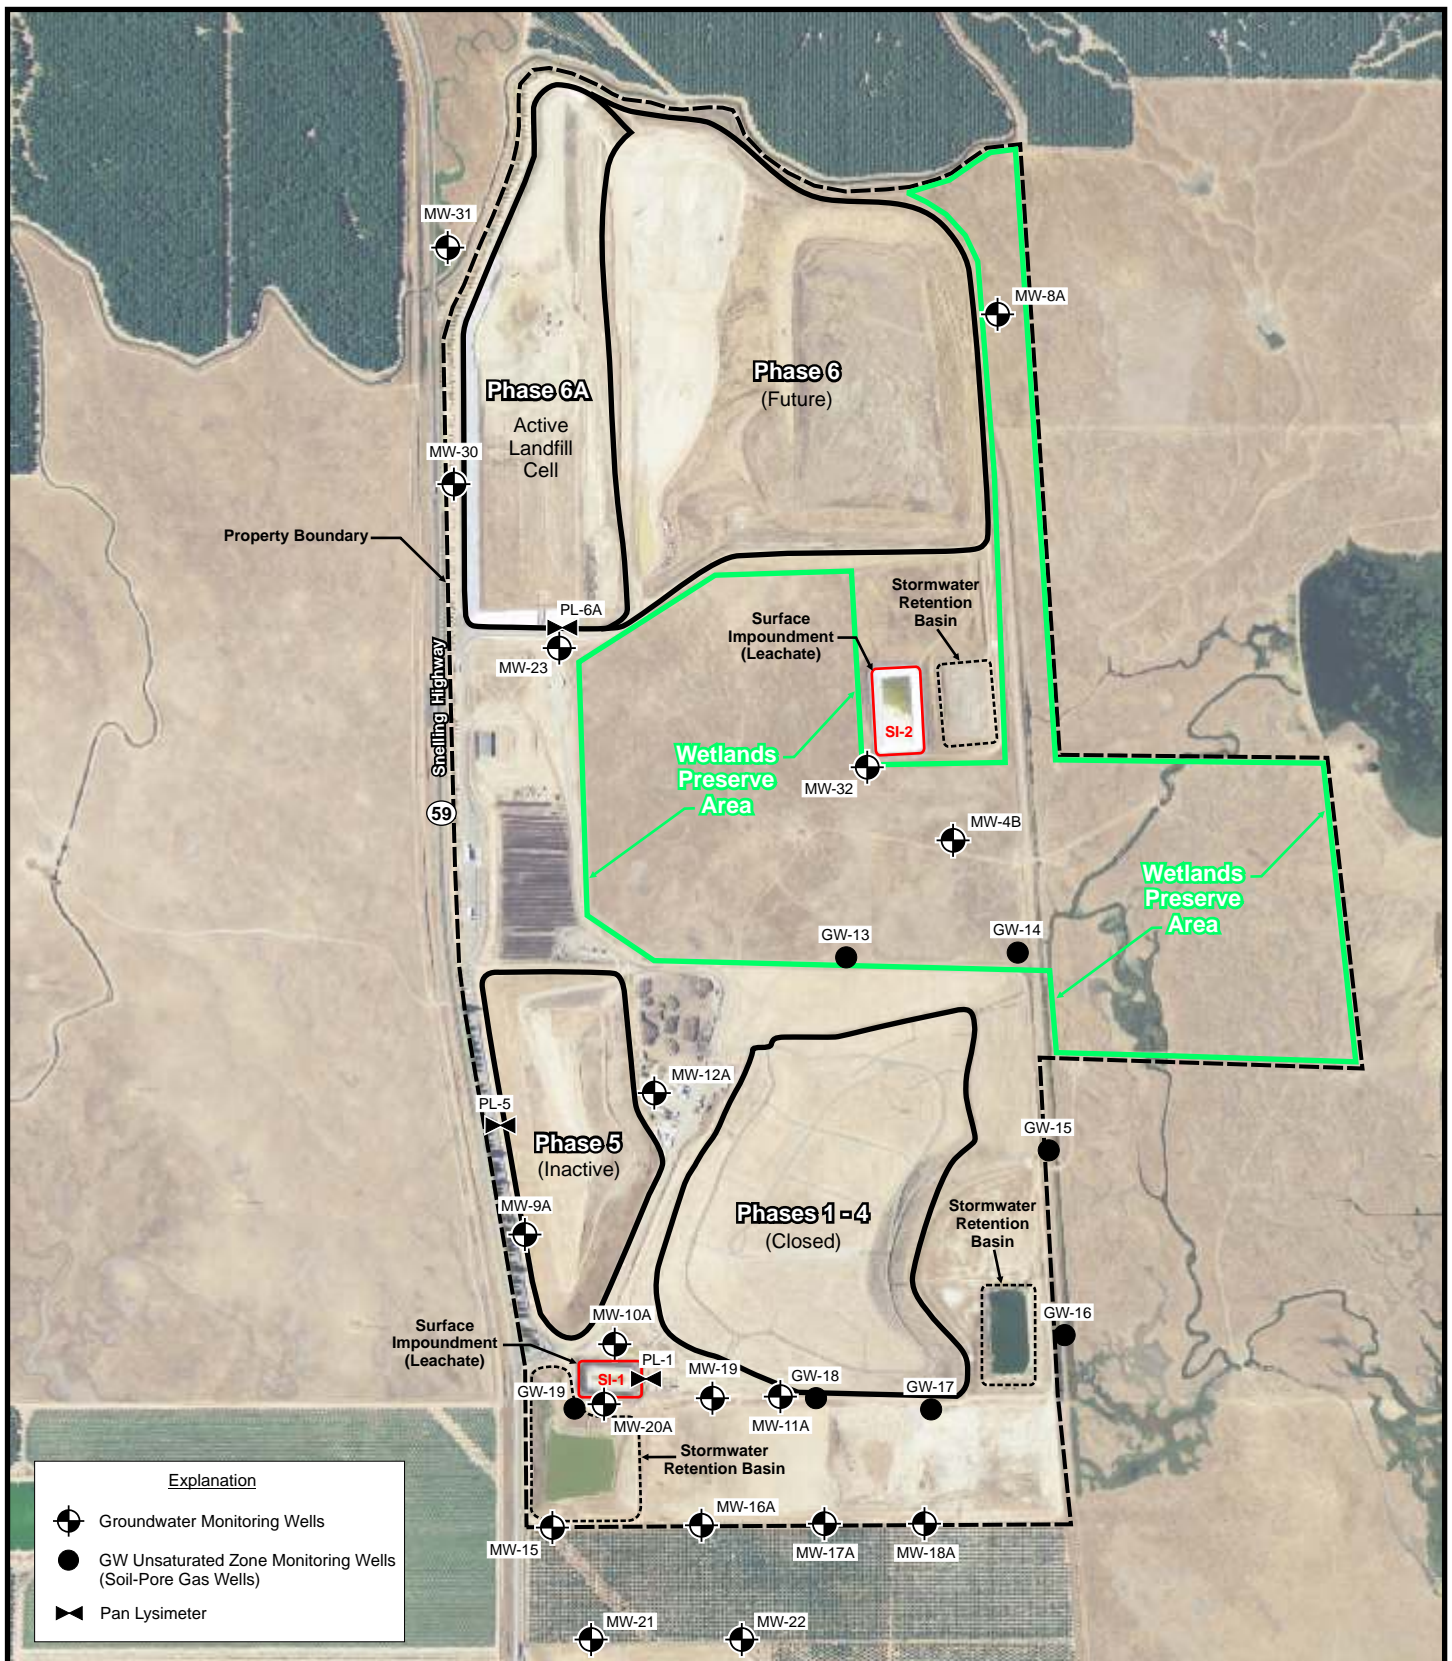 MW-31
MW-8A
Phase 6A
Active
Landfill
Cell
Phase 6
(Future)
MW-30
Property Boundary
PL-6A
MW-23
Stormwater
Retention
Basin
Surface
Impoundment
(Leachate)
SI-2
Snelling Highway
59
Wetlands
Preserve
Area
MW-32
MW-4B
Wetlands
Preserve
Area
GW-13
GW-14
MW-12A
PL-5
Phase 5
(Inactive)
GW-15
MW-9A
Phases 1 - 4
(Closed)
Stormwater
Retention
Basin
GW-16
MW-10A
Surface
Impoundment
(Leachate)
SI-1
PL-1
MW-19
GW-18
GW-17
GW-19
MW-20A
MW-11A
Stormwater
Retention Basin
MW-15
MW-16A
MW-17A
MW-18A
MW-21
MW-22
Explanation
Groundwater Monitoring Wells
GW Unsaturated Zone Monitoring Wells
(Soil-Pore Gas Wells)
Pan Lysimeter